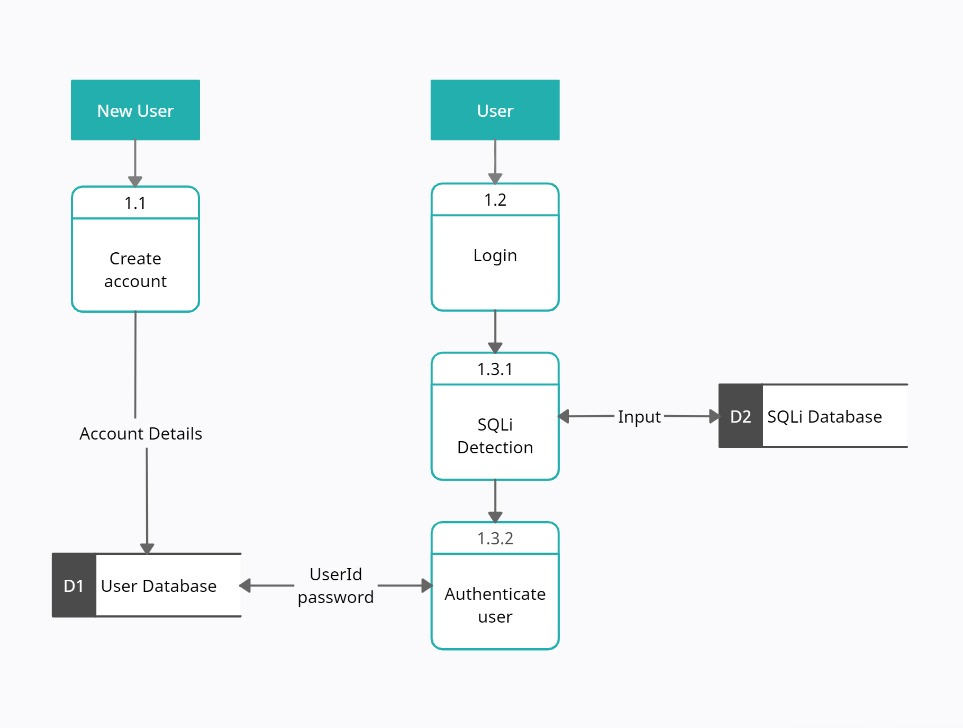 New User
User
1.1
Create
account
1.2
Login
1.3.1
SQLi
Detection
Input
D2
SQLi Database
Account Details
1.3.2
Authenticate
user
D1
User Database
UserId
password